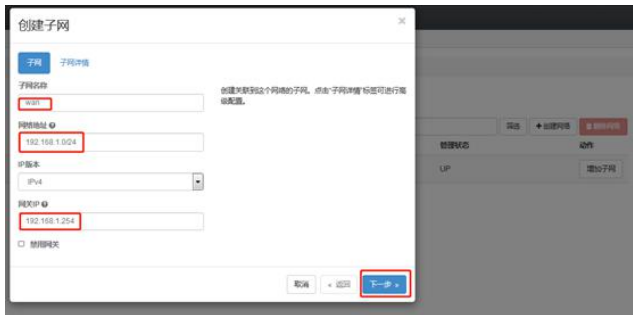 创建子网
×
子网 子网详情
子网名称
创建关联到这个网络的子网。点击"子网详情"标签可进行高
级配置。
wan
网络地址
192.168.1.0/24
筛选 +创建网络 删除网络
管理状态 动作
IP版本
IPv4
UP 增加子网
网关IP
192.168.1.254
禁用网关
取消 « 返回 下一步 »